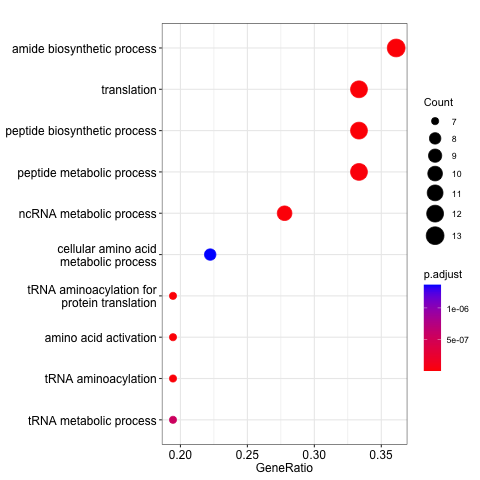 amide biosynthetic process
translation
peptide biosynthetic process
peptide metabolic process
ncRNA metabolic process
cellular amino acid
metabolic process
tRNA aminoacylation for
protein translation
amino acid activation
tRNA aminoacylation
tRNA metabolic process
0.20 0.25 0.30 0.35
GeneRatio
Count
7
8
9
10
11
12
13
p.adjust
1e-06
5e-07